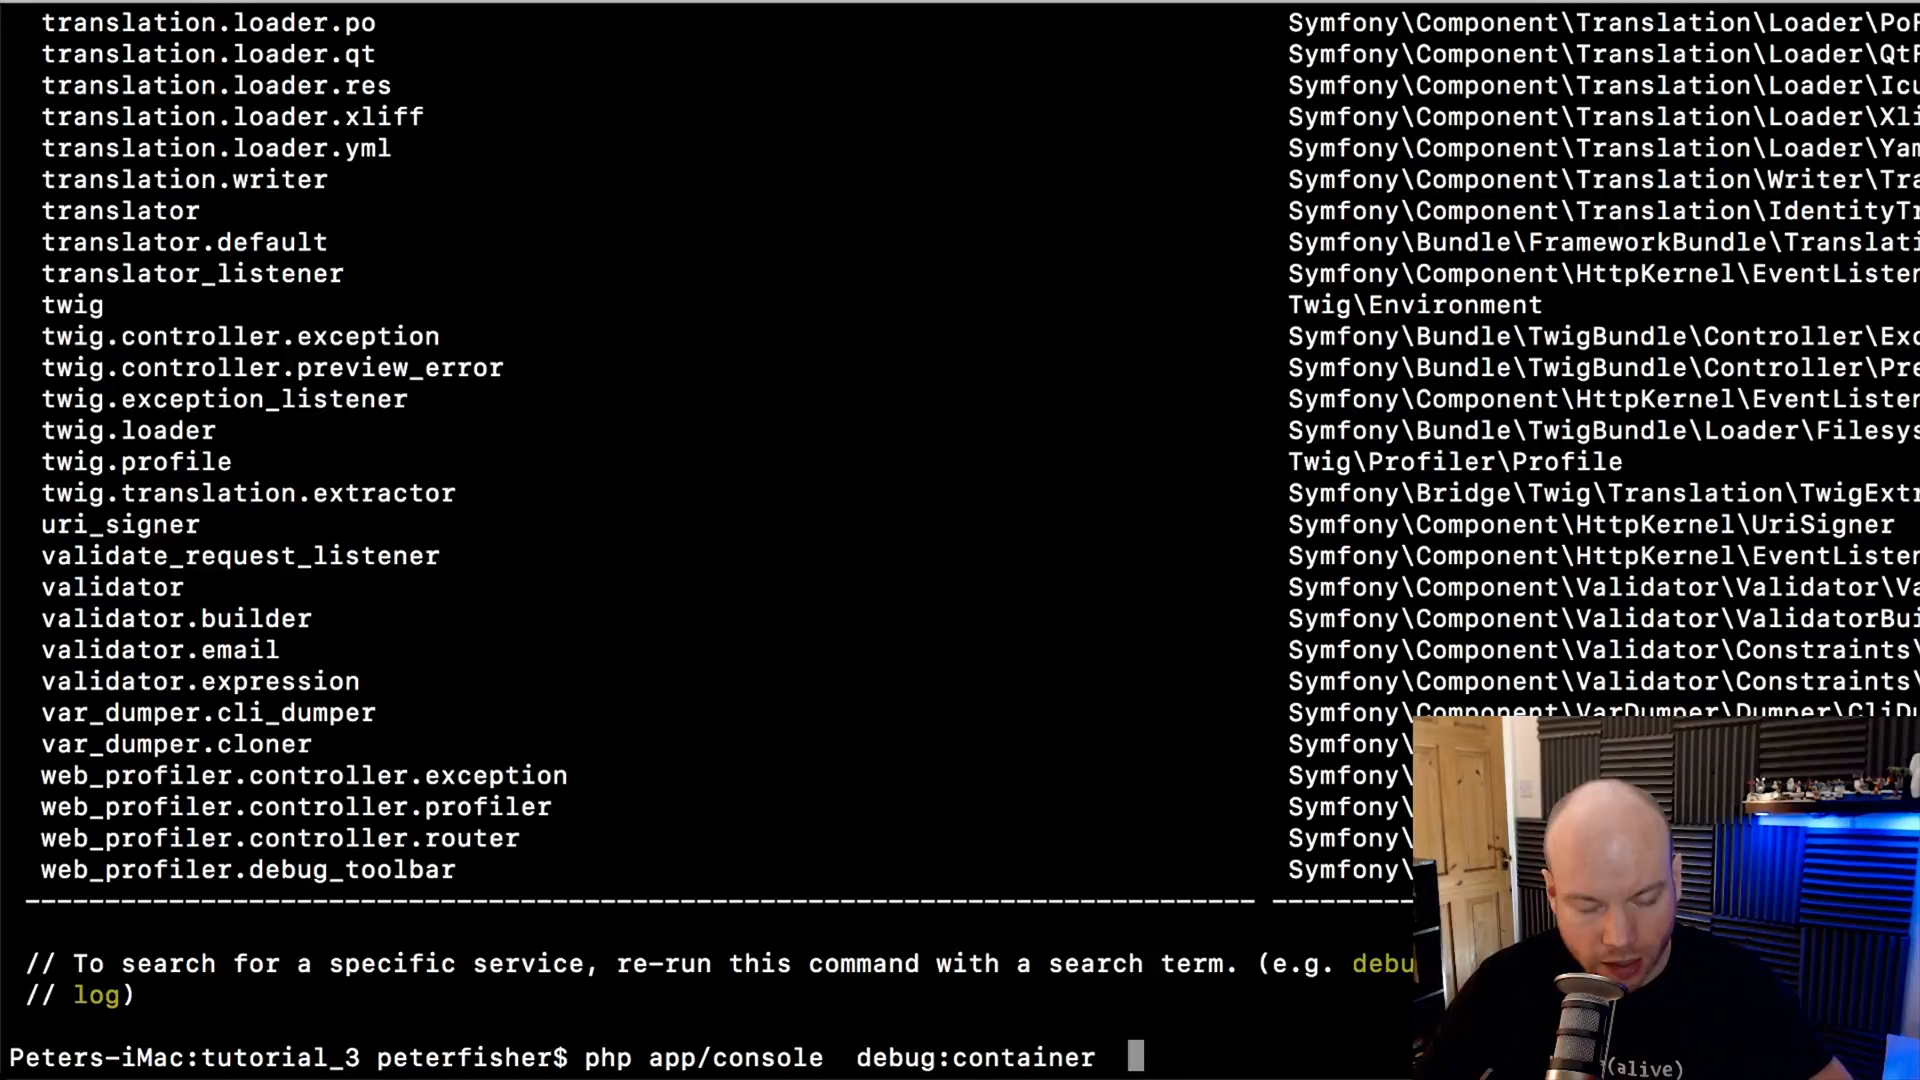 translation.loader.po Symfony\Component\Translation\Loader\PoF
translation.loader.qt Symfony\Component\Translation\Loader\QtF
translation.loader.res Symfony\Component\Translation\Loader\Icu
translation.loader.xliff Symfony\Component\Translation\Loader\Xli
translation.loader.yml Symfony\Component\Translation\Loader\Yam
translation.writer Symfony\Component\Translation\Writer\Tra
translator Symfony\Component\Translation\IdentityTr
translator.default Symfony\Bundle\FrameworkBundle\Translati
translator_listener Symfony\Component\HttpKernel\EventListen
twig Twig\Environment
twig.controller.exception Symfony\Bundle\TwigBundle\Controller\Exc
twig.controller.preview_error Symfony\Bundle\TwigBundle\Controller\Pre
twig.exception_listener Symfony\Component\HttpKernel\EventListen
twig.loader Symfony\Bundle\TwigBundle\Loader\Filesys
twig.profile Twig\Profiler\Profile
twig.translation.extractor Symfony\Bridge\Twig\Translation\TwigExtr
uri_signer Symfony\Component\HttpKernel\UriSigner
validate_request_listener Symfony\Component\HttpKernel\EventListen
validator Symfony\Component\Validator\Validator\Va
validator.builder Symfony\Component\Validator\ValidatorBui
validator.email Symfony\Component\Validator\Constraints\
validator.expression Symfony\Component\Validator\Constraints\
var_dumper.cli_dumper Symfony\Component\VarDumper\Dumper\CliDu
var_dumper.cloner Symfony\
web_profiler.controller.exception Symfony\
web_profiler.controller.profiler Symfony\
web_profiler.controller.router Symfony\
web_profiler.debug_toolbar Symfony\
// To search for a specific service, re-run this command with a search term. (e.g. debu
// log)
Peters-iMac:tutorial_3 peterfisher$ php app/console  debug:container
(alive)